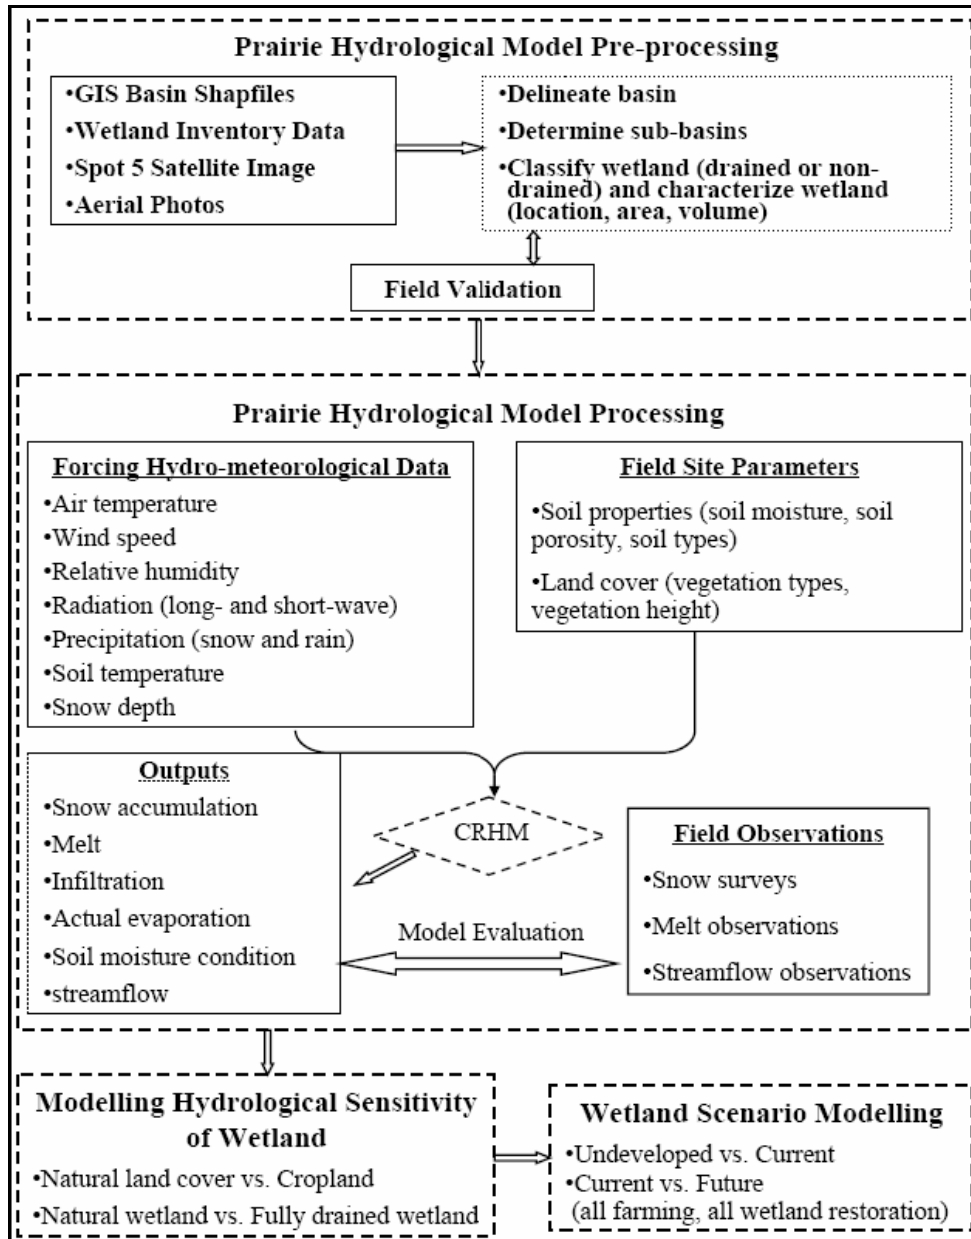 Prairie Hydrological Model Pre-processing
•GIS Basin Shapfiles
•Wetland Inventory Data
•Spot 5 Satellite Image
•Aerial Photos
•Delineate basin
•Determine sub-basins
•Classify wetland (drained or non-
drained) and characterize wetland
(location, area, volume)
Field Validation
Prairie Hydrological Model Processing
Forcing Hydro-meteorological Data
•Air temperature
•Wind speed
•Relative humidity
•Radiation (long- and short-wave)
•Precipitation (snow and rain)
•Soil temperature
•Snow depth
Field Site Parameters
•Soil properties (soil moisture, soil
porosity, soil types)
•Land cover (vegetation types,
vegetation height)
Outputs
•Snow accumulation
•Melt
•Infiltration
•Actual evaporation
•Soil moisture condition
•streamflow
CRHM
Model Evaluation
Field Observations
•Snow surveys
•Melt observations
•Streamflow observations
Modelling Hydrological Sensitivity
of Wetland
•Natural land cover vs. Cropland
•Natural wetland vs. Fully drained wetland
Wetland Scenario Modelling
•Undeveloped vs. Current
•Current vs. Future
(all farming, all wetland restoration)